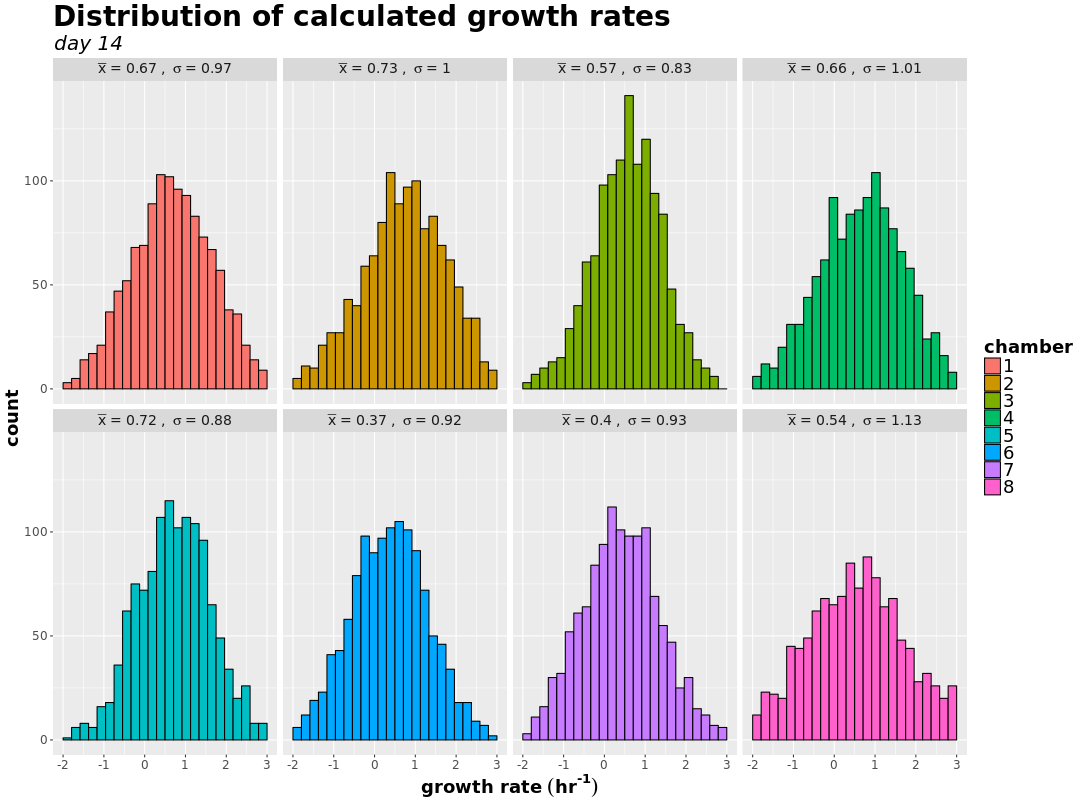 Distribution of calculated growth rates
day 14
x̅ = 0.67 , σ = 0.97
x̅ = 0.73 , σ = 1
x̅ = 0.57 , σ = 0.83
x̅ = 0.66 , σ = 1.01
100
50
0
x̅ = 0.72 , σ = 0.88
x̅ = 0.37 , σ = 0.92
x̅ = 0.4 , σ = 0.93
x̅ = 0.54 , σ = 1.13
100
50
0
-2 -1 0 1 2 3
-2 -1 0 1 2 3
-2 -1 0 1 2 3
-2 -1 0 1 2 3
count
growth rate (hr⁻¹)
chamber
1
2
3
4
5
6
7
8